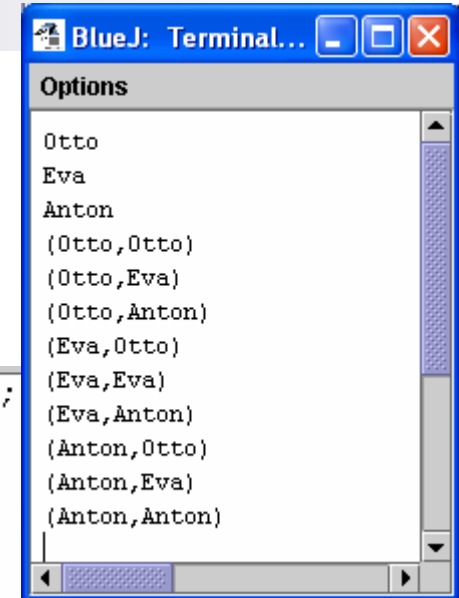 BlueJ: Terminal...
Options
Otto
Eva
Anton
(Otto,Otto)
(Otto,Eva)
(Otto,Anton)
(Eva,Otto)
(Eva,Eva)
;
(Eva,Anton)
(Anton,Otto)
(Anton,Eva)
(Anton,Anton)